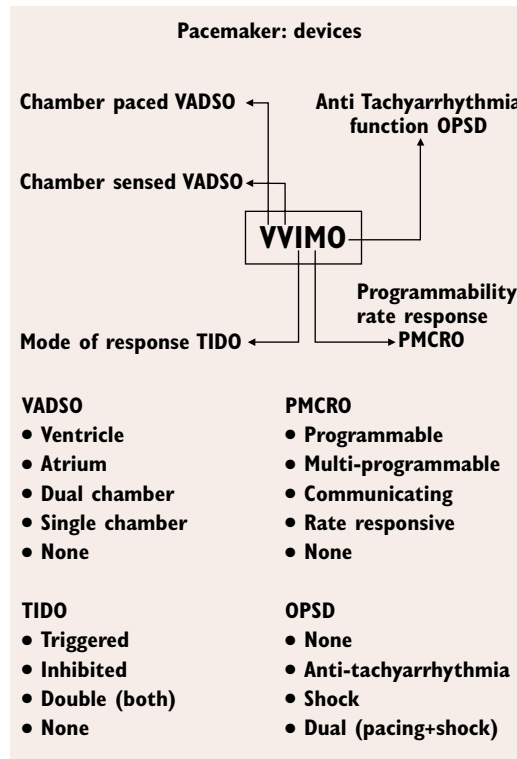 Pacemaker: devices
Chamber paced VADSO
Anti Tachyarrhythmia
function OPSD
Chamber sensed VADSO
VVIMO
Programmability
rate response
PMCRO
Mode of response TIDO
VADSO
• Ventricle
• Atrium
• Dual chamber
• Single chamber
• None
PMCRO
• Programmable
• Multi-programmable
• Communicating
• Rate responsive
• None
TIDO
• Triggered
• Inhibited
• Double (both)
• None
OPSD
• None
• Anti-tachyarrhythmia
• Shock
• Dual (pacing+shock)